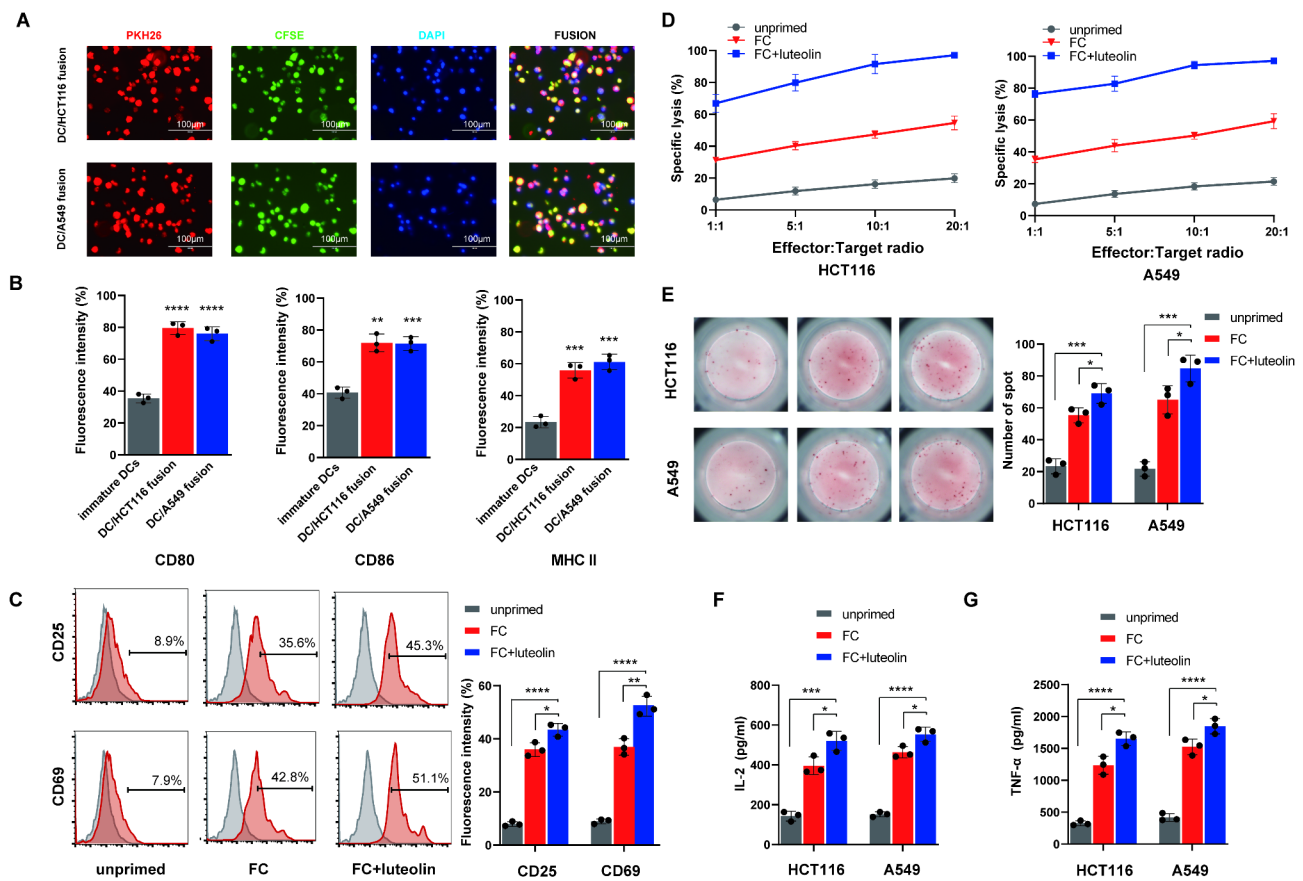 A
PKH26
CFSE
DAPI
FUSION
DC/HCT116 fusion
100μm
100μm
100μm
100μm
DC/A549 fusion
100μm
100μm
100μm
100μm
B
Fluorescence intensity (%)
100
80
60
40
20
0
****
****
immature DCs
DC/HCT116 fusion
DC/A549 fusion
CD80
Fluorescence intensity (%)
100
80
60
40
20
0
**
***
immature DCs
DC/HCT116 fusion
DC/A549 fusion
CD86
Fluorescence intensity (%)
100
80
60
40
20
0
***
***
immature DCs
DC/HCT116 fusion
DC/A549 fusion
MHC II
C
CD25
8.9%
35.6%
45.3%
CD69
7.9%
42.8%
51.1%
unprimed
FC
FC+luteolin
unprimed
FC
FC+luteolin
Fluorescence intensity (%)
60
40
20
0
****
*
****
**
CD25
CD69
D
unprimed
FC
FC+luteolin
Specific lysis (%)
100
80
60
40
20
0
1:1
5:1
10:1
20:1
Effector:Target radio
HCT116
unprimed
FC
FC+luteolin
Specific lysis (%)
100
80
60
40
20
0
1:1
5:1
10:1
20:1
Effector:Target radio
A549
E
HCT116
A549
unprimed
FC
FC+luteolin
Number of spot
100
80
60
40
20
0
***
*
***
*
HCT116
A549
F
unprimed
FC
FC+luteolin
IL-2 (pg/ml)
800
600
400
200
0
***
*
****
*
HCT116
A549
G
unprimed
FC
FC+luteolin
TNF-α (pg/ml)
2500
2000
1500
1000
500
0
****
*
****
*
HCT116
A549